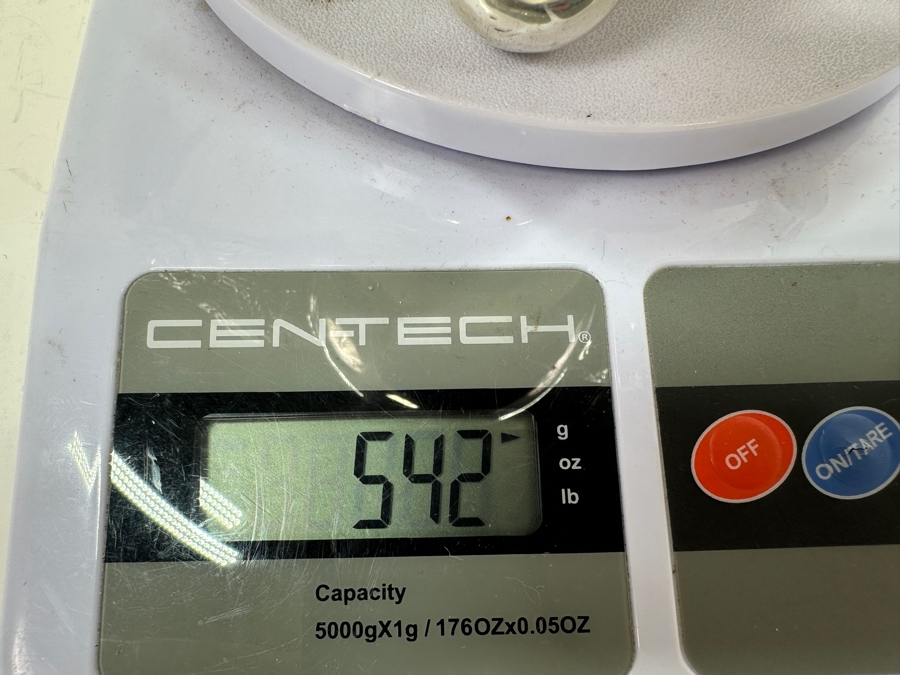 CEN-TECH®
542
g
oz
lb
OFF
ON/TARE
Capacity
5000gX1g / 176OZx0.05OZ